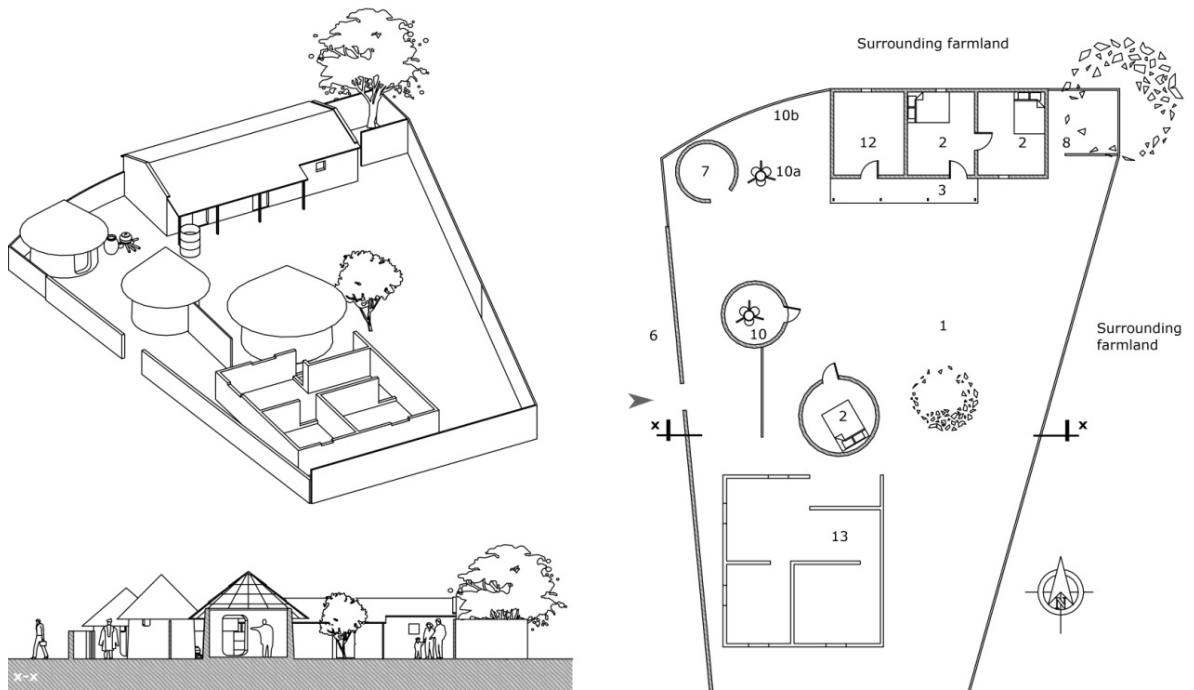 Surrounding farmland
10b
12
2
2
8
7
10a
3
10
6
1
Surrounding
farmland
2
x
x
13
N
x-x